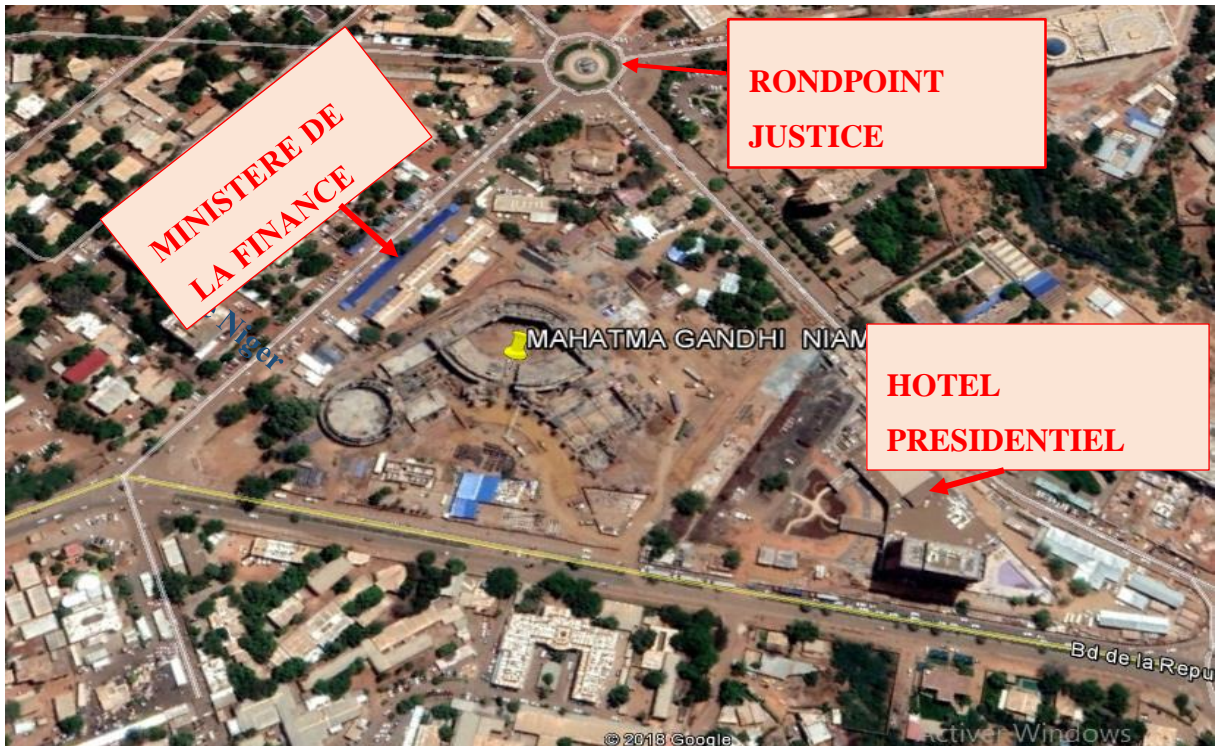 RONDPOINT
JUSTICE
MINISTERE DE
LA FINANCE
Niger
MAHATMA GANDHI NIAM
HOTEL
PRESIDENTIEL
Bd de la Repu
© 2018 Google
Activer Windows